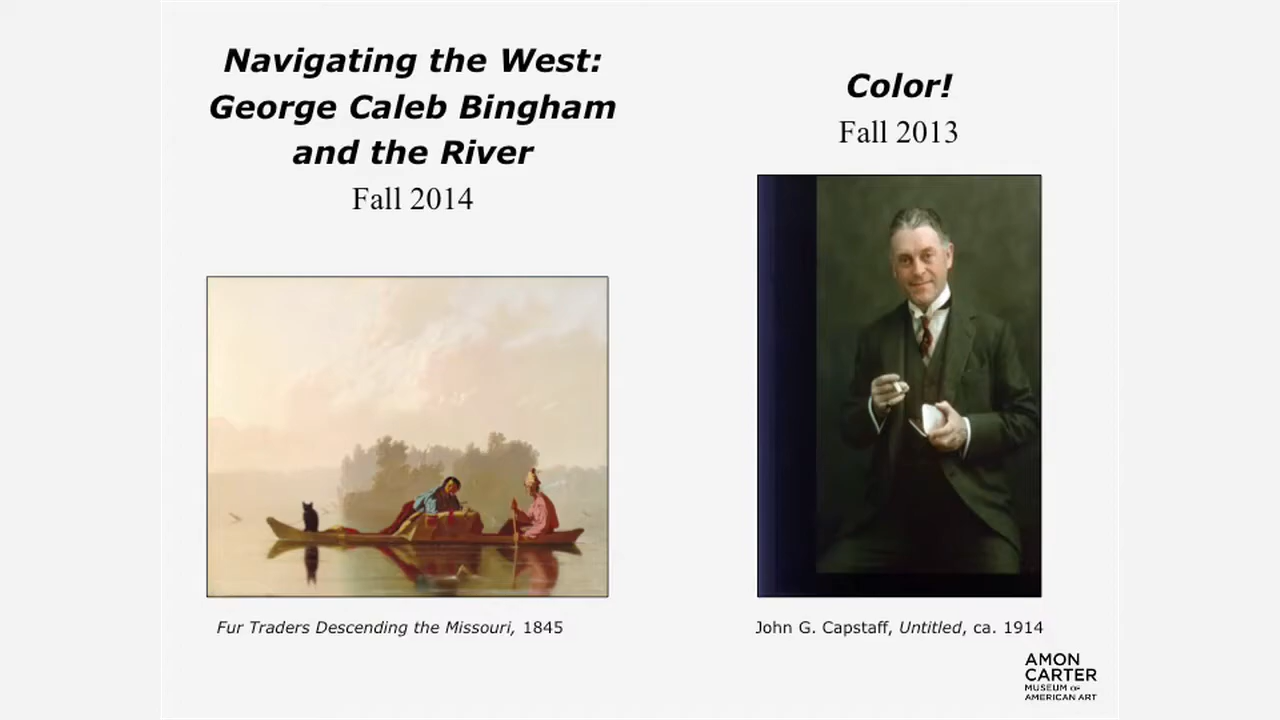 Navigating the West:
George Caleb Bingham
and the River
Fall 2014
Fur Traders Descending the Missouri, 1845
Color!
Fall 2013
John G. Capstaff, Untitled, ca. 1914
AMON
CARTER
MUSEUM OF
AMERICAN ART